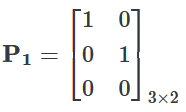 P₁ = [1 0
0 1
0 0]₃ₓ₂